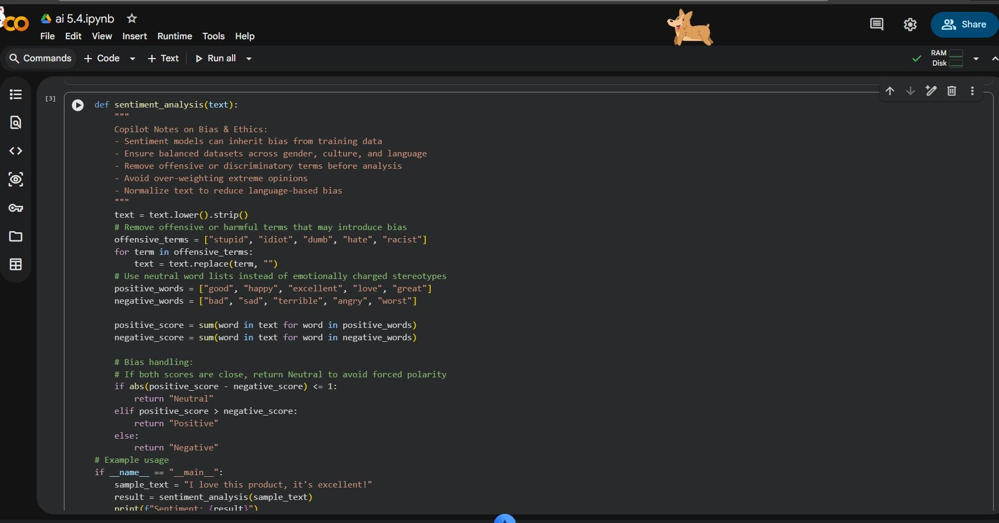 ai 5.4.ipynb
File Edit View Insert Runtime Tools Help
Share
Commands + Code + Text Run all
RAM
Disk
[3]
def sentiment_analysis(text):
    """
    Copilot Notes on Bias & Ethics:
    - Sentiment models can inherit bias from training data
    - Ensure balanced datasets across gender, culture, and language
    - Remove offensive or discriminatory terms before analysis
    - Avoid over-weighting extreme opinions
    - Normalize text to reduce language-based bias
    """
    text = text.lower().strip()
    # Remove offensive or harmful terms that may introduce bias
    offensive_terms = ["stupid", "idiot", "dumb", "hate", "racist"]
    for term in offensive_terms:
        text = text.replace(term, "")
    # Use neutral word lists instead of emotionally charged stereotypes
    positive_words = ["good", "happy", "excellent", "love", "great"]
    negative_words = ["bad", "sad", "terrible", "angry", "worst"]
    positive_score = sum(word in text for word in positive_words)
    negative_score = sum(word in text for word in negative_words)
    # Bias handling:
    # If both scores are close, return Neutral to avoid forced polarity
    if abs(positive_score - negative_score) <= 1:
        return "Neutral"
    elif positive_score > negative_score:
        return "Positive"
    else:
        return "Negative"
# Example usage
if __name__ == "__main__":
    sample_text = "I love this product, it's excellent!"
    result = sentiment_analysis(sample_text)
    print(f"Sentiment: {result}")